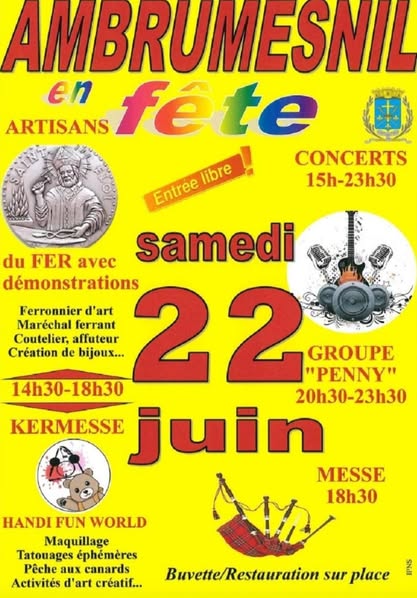 AMBRUMESNIL
en fête
ARTISANS
du FER avec
démonstrations
Ferronnier d'art
Maréchal ferrant
Coutelier, affuteur
Création de bijoux...
14h30-18h30
KERMESSE
HANDI FUN WORLD
Maquillage
Tatouages éphémères
Pêche aux canards
Activités d'art créatif...
Entrée libre !
samedi
22
juin
CONCERTS
15h-23h30
GROUPE
"PENNY"
20h30-23h30
MESSE
18h30
Buvette/Restauration sur place
IPNS